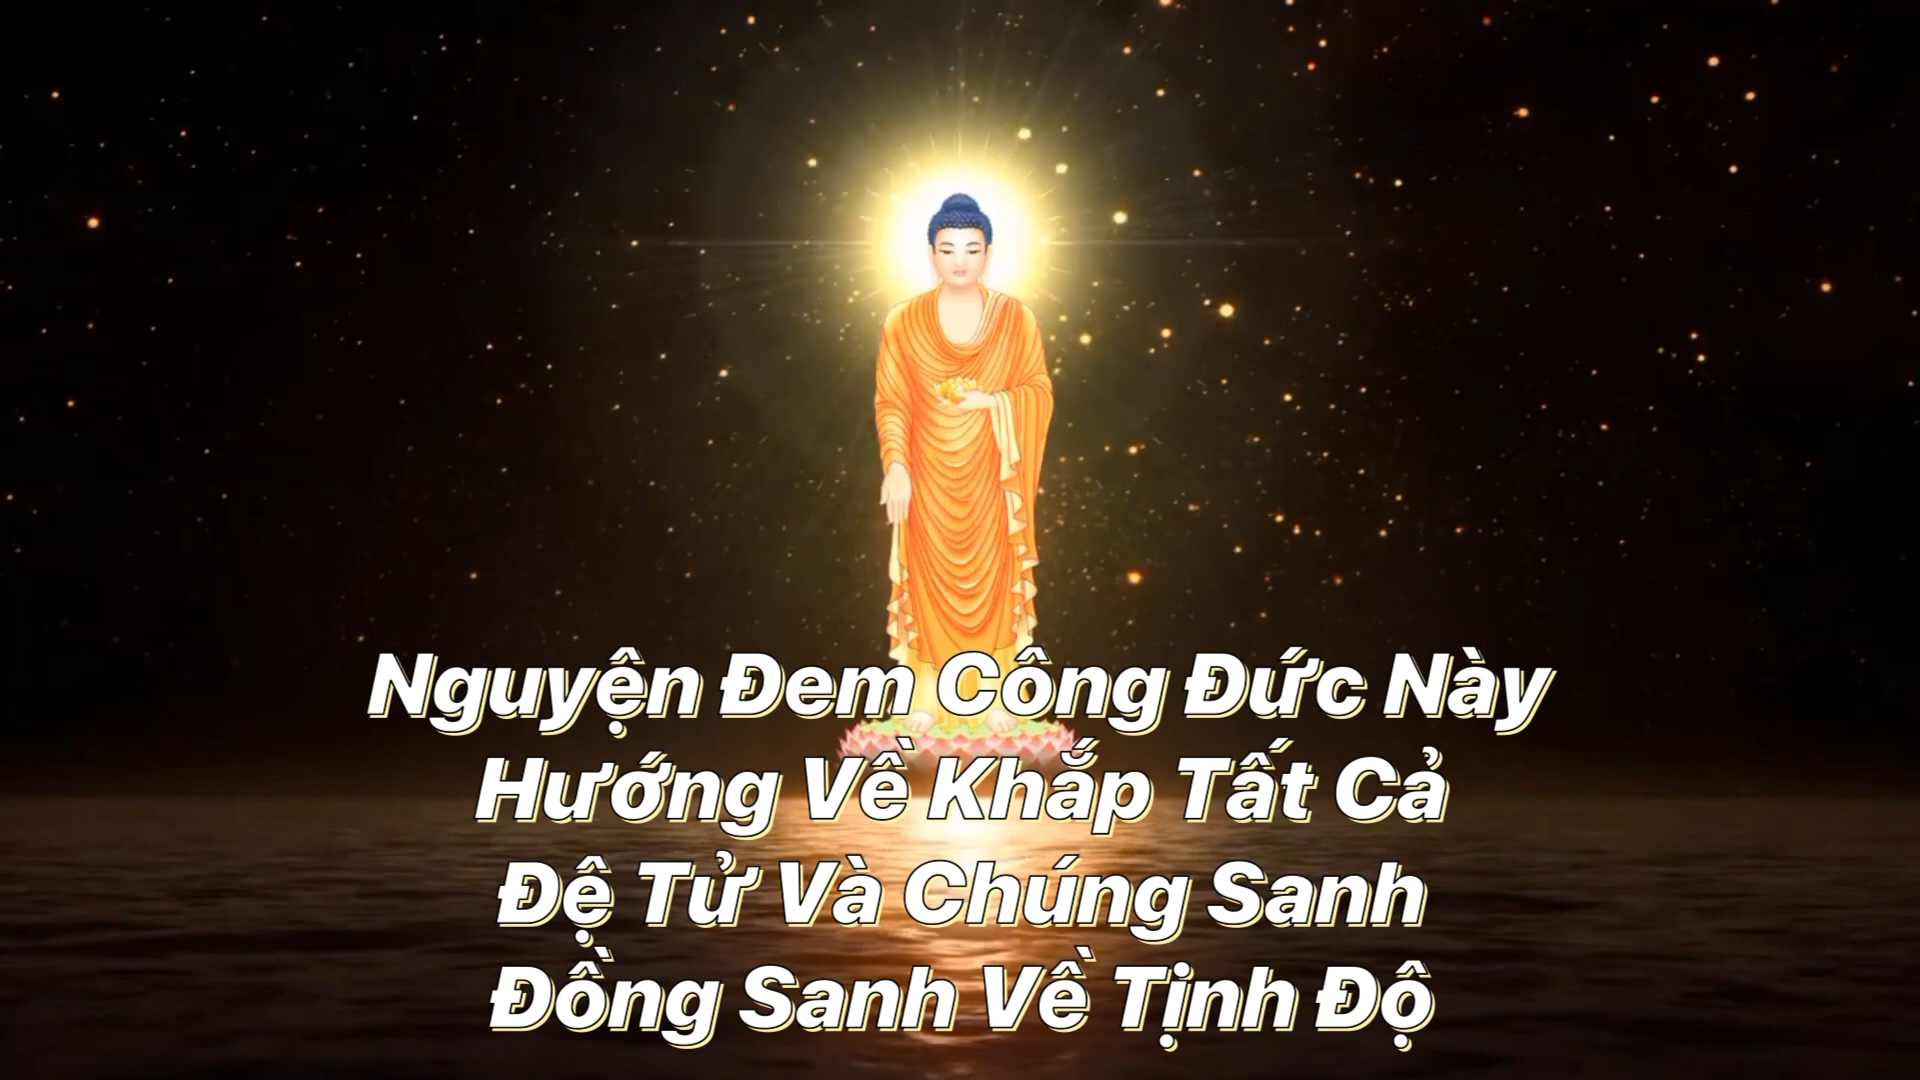 Nguyện Đem Công Đức Này
Hướng Về Khắp Tất Cả
Đệ Tử Và Chúng Sanh
Đồng Sanh Về Tịnh Độ